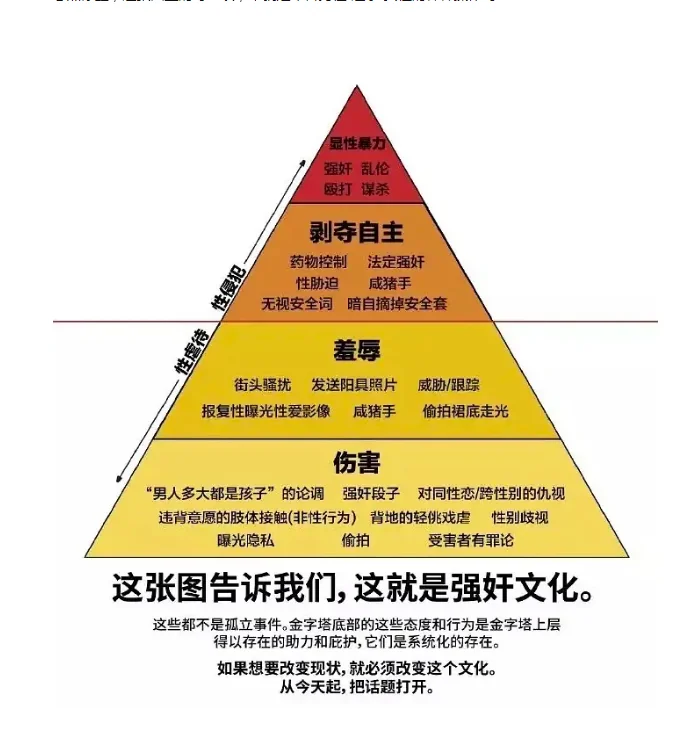 显性暴力
强奸 乱伦
殴打 谋杀
剥夺自主
药物控制 法定强奸
性胁迫 咸猪手
无视安全词 暗自摘掉安全套
性侵犯
性虐待
羞辱
街头骚扰 发送阳具照片 威胁/跟踪
报复性曝光性爱影像 咸猪手 偷拍裙底走光
伤害
“男人多大都是孩子”的论调 强奸段子 对同性恋/跨性别的仇视
违背意愿的肢体接触(非性行为) 背地的轻佻戏虐 性别歧视
曝光隐私 偷拍 受害者有罪论
这张图告诉我们，这就是强奸文化。
这些都不是孤立事件。金字塔底部的这些态度和行为是金字塔上层
得以存在的助力和庇护，它们是系统化的存在。
如果想要改变现状，就必须改变这个文化。
从今天起，把话题打开。